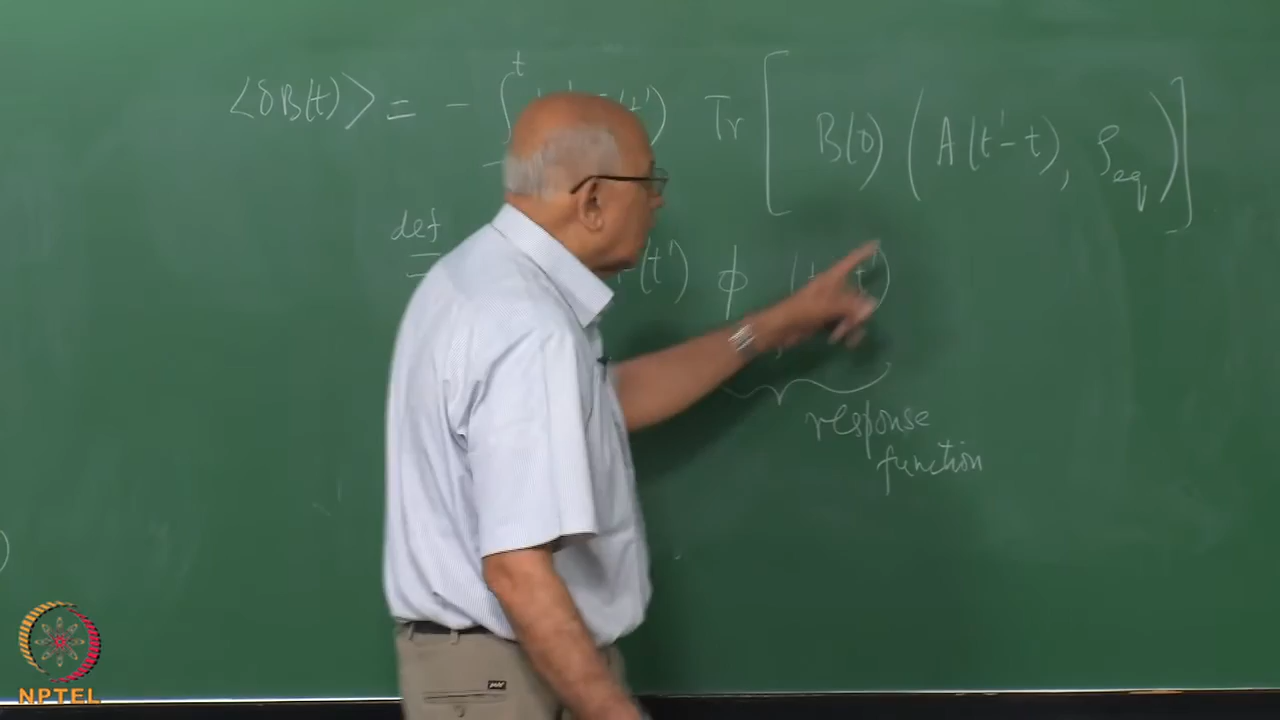 ⟨δB(t)⟩ = - ∫^t (t') Tr [ B(0) ( A(t'-t), ρ_eq ) ]
def
= (t') φ (t t')
response
function
)
NPTEL